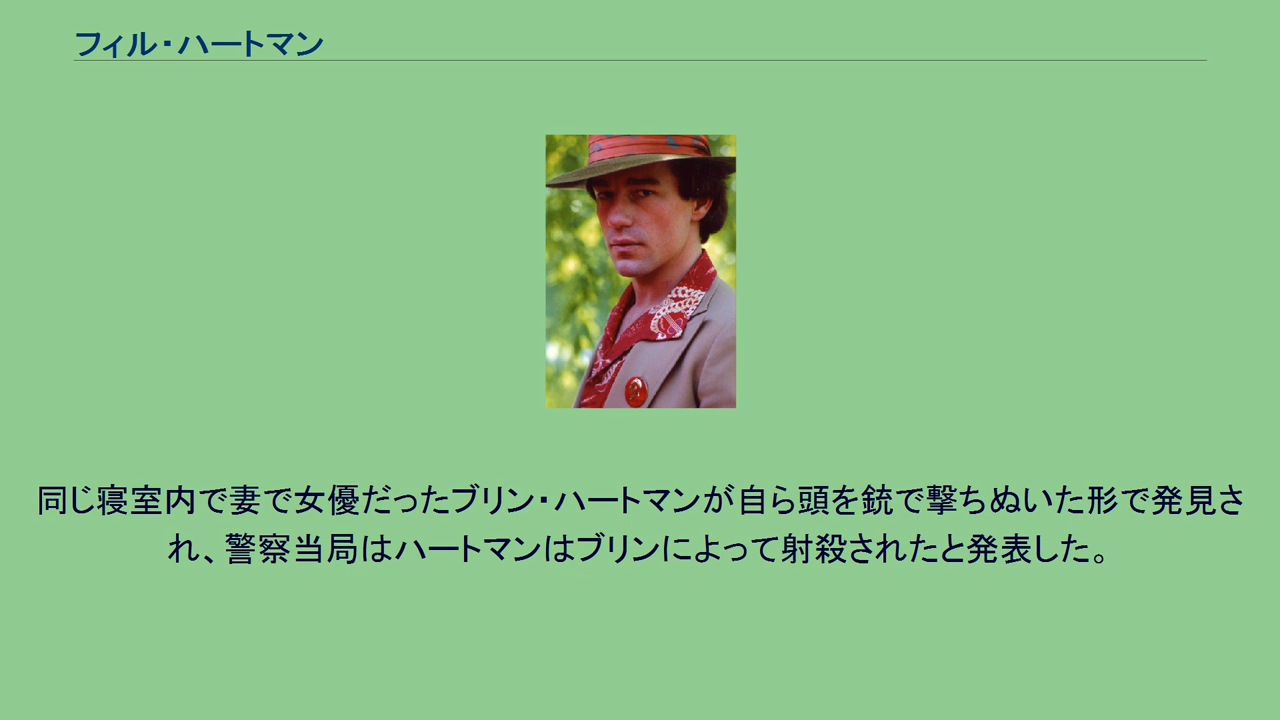 フィル・ハートマン
同じ寝室内で妻で女優だったブリン・ハートマンが自ら頭を銃で撃ちぬいた形で発見さ
れ、警察当局はハートマンはブリンによって射殺されたと発表した。